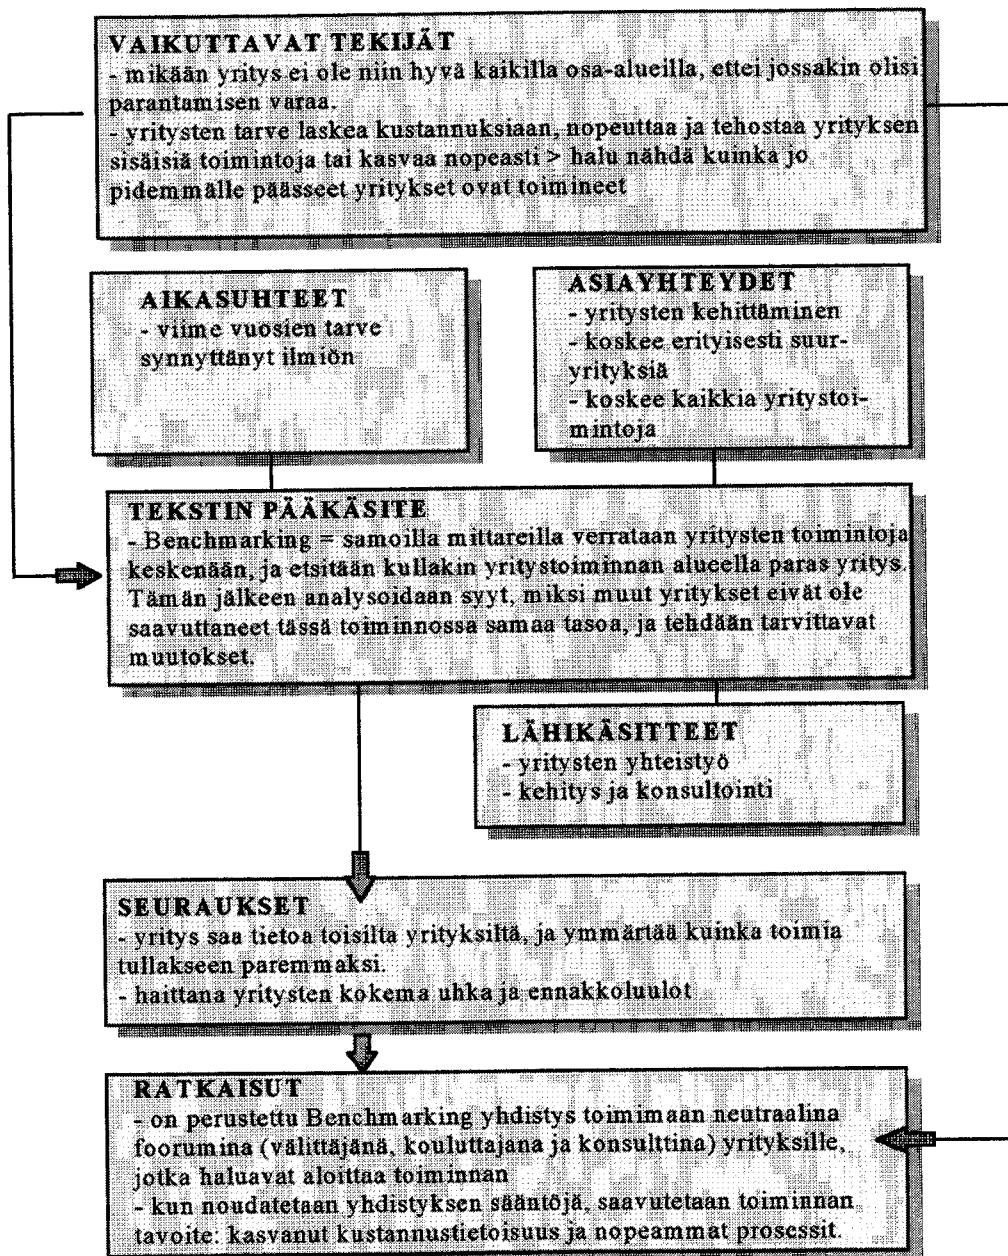 VAIKUTTAVAT TEKIJÄT
- mikään yritys ei ole niin hyvä kaikilla osa-alueilla, ettei jossakin olisi
parantamisen varaa.
- yritysten tarve laskea kustannuksiaan, nopeuttaa ja tehostaa yrityksen
sisäisiä toimintoja tai kasvaa nopeasti > halu nähdä kuinka jo
pidemmälle päässeet yritykset ovat toimineet
AIKASUHTEET
- viime vuosien tarve
synnyttänyt ilmiön
ASIAYHTEYDET
- yritysten kehittäminen
- koskee erityisesti suur-
yrityksiä
- koskee kaikkia yritystoi-
mintoja
TEKSTIN PÄÄKÄSITE
- Benchmarking = samoilla mittareilla verrataan yritysten toimintoja
keskenään, ja etsitään kullakin yritystoiminnan alueella paras yritys.
Tämän jälkeen analysoidaan syyt, miksi muut yritykset eivät ole
saavuttaneet tässä toiminnossa samaa tasoa, ja tehdään tarvittavat
muutokset.
LÄHIKÄSITTEET
- yritysten yhteistyö
- kehitys ja konsultointi
SEURAUKSET
- yritys saa tietoa toisilta yrityksiltä, ja ymmärtää kuinka toimia
tullakseen paremmaksi.
- haittana yritysten kokema uhka ja ennakkoluulot
RATKAISUT
- on perustettu Benchmarking yhdistys toimimaan neutraalina
foorumina (välittäjänä, kouluttajana ja konsulttina) yrityksille,
jotka haluavat aloittaa toiminnan
- kun noudatetaan yhdistyksen sääntöjä, saavutetaan toiminnan
tavoite: kasvanut kustannustietoisuus ja nopeammat prosessit.